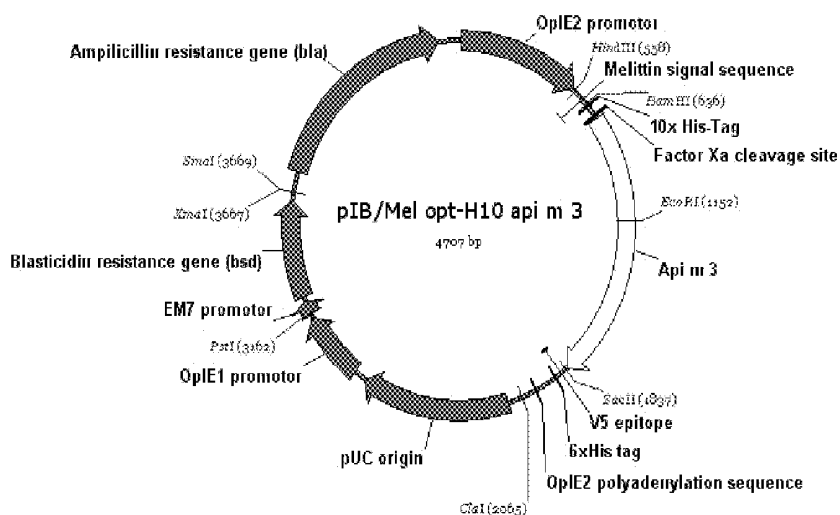 OpIE2 promotor
Ampilicillin resistance gene (bla)
HindIII (558)
Melittin signal sequence
BamHI (636)
10x His-Tag
Factor Xa cleavage site
SmaI (3669)
XmaI (3667)
pIB/Mel opt-H10 api m 3
4707 bp
EcoRI (1152)
Api m 3
Blasticidin resistance gene (bsd)
EM7 promotor
PstI (3162)
OpIE1 promotor
SacII (1837)
V5 epitope
6xHis tag
pUC origin
OpIE2 polyadenylation sequence
ClaI (2065)